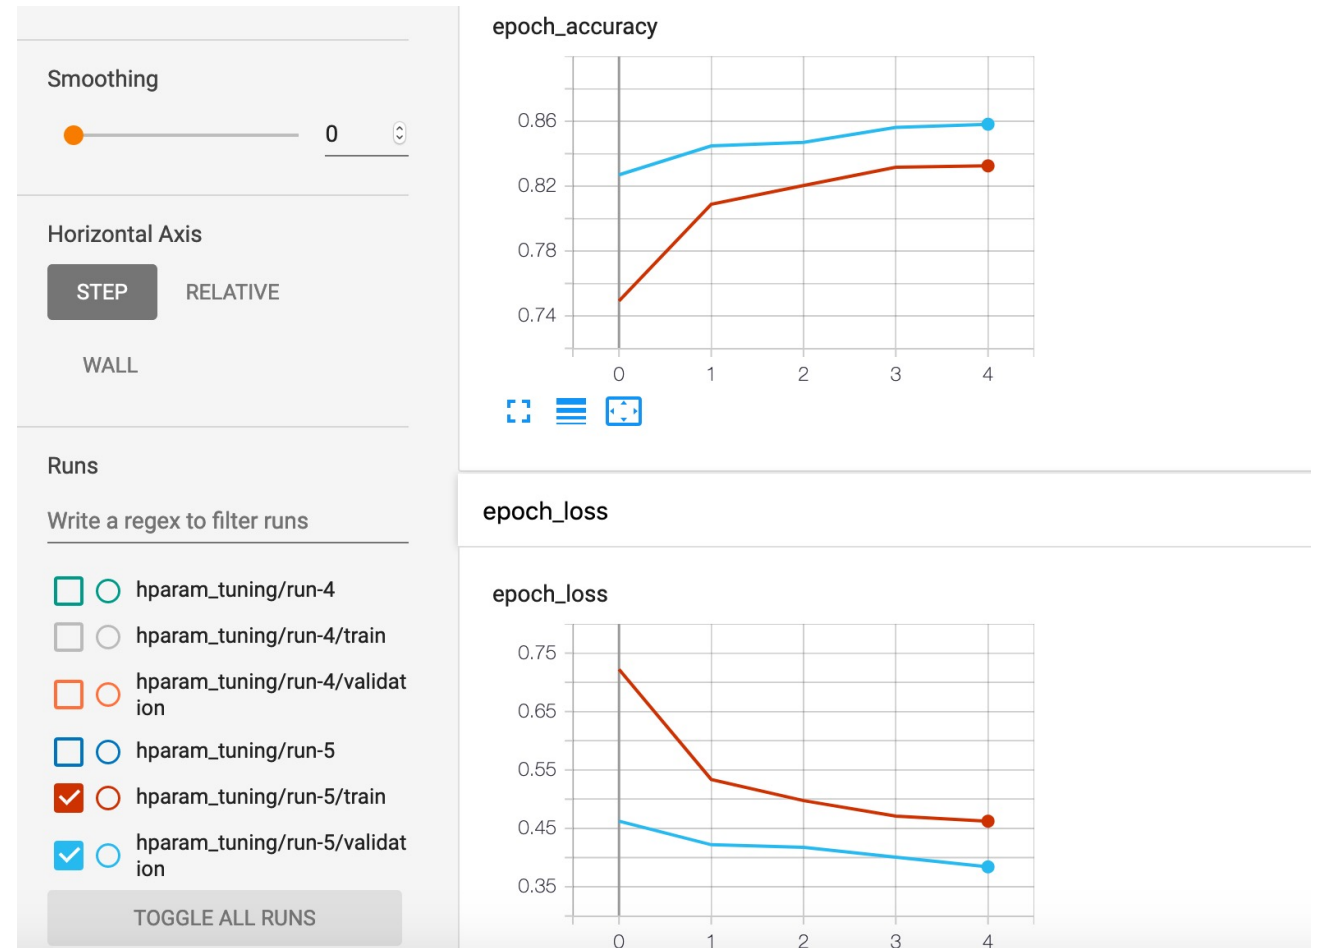 Smoothing
0
Horizontal Axis
STEP
RELATIVE
WALL
Runs
Write a regex to filter runs
hparam_tuning/run-4
hparam_tuning/run-4/train
hparam_tuning/run-4/validat
ion
hparam_tuning/run-5
hparam_tuning/run-5/train
hparam_tuning/run-5/validat
ion
TOGGLE ALL RUNS
epoch_accuracy
0.86
0.82
0.78
0.74
0 1 2 3 4
epoch_loss
epoch_loss
0.75
0.65
0.55
0.45
0.35
0 1 2 3 4